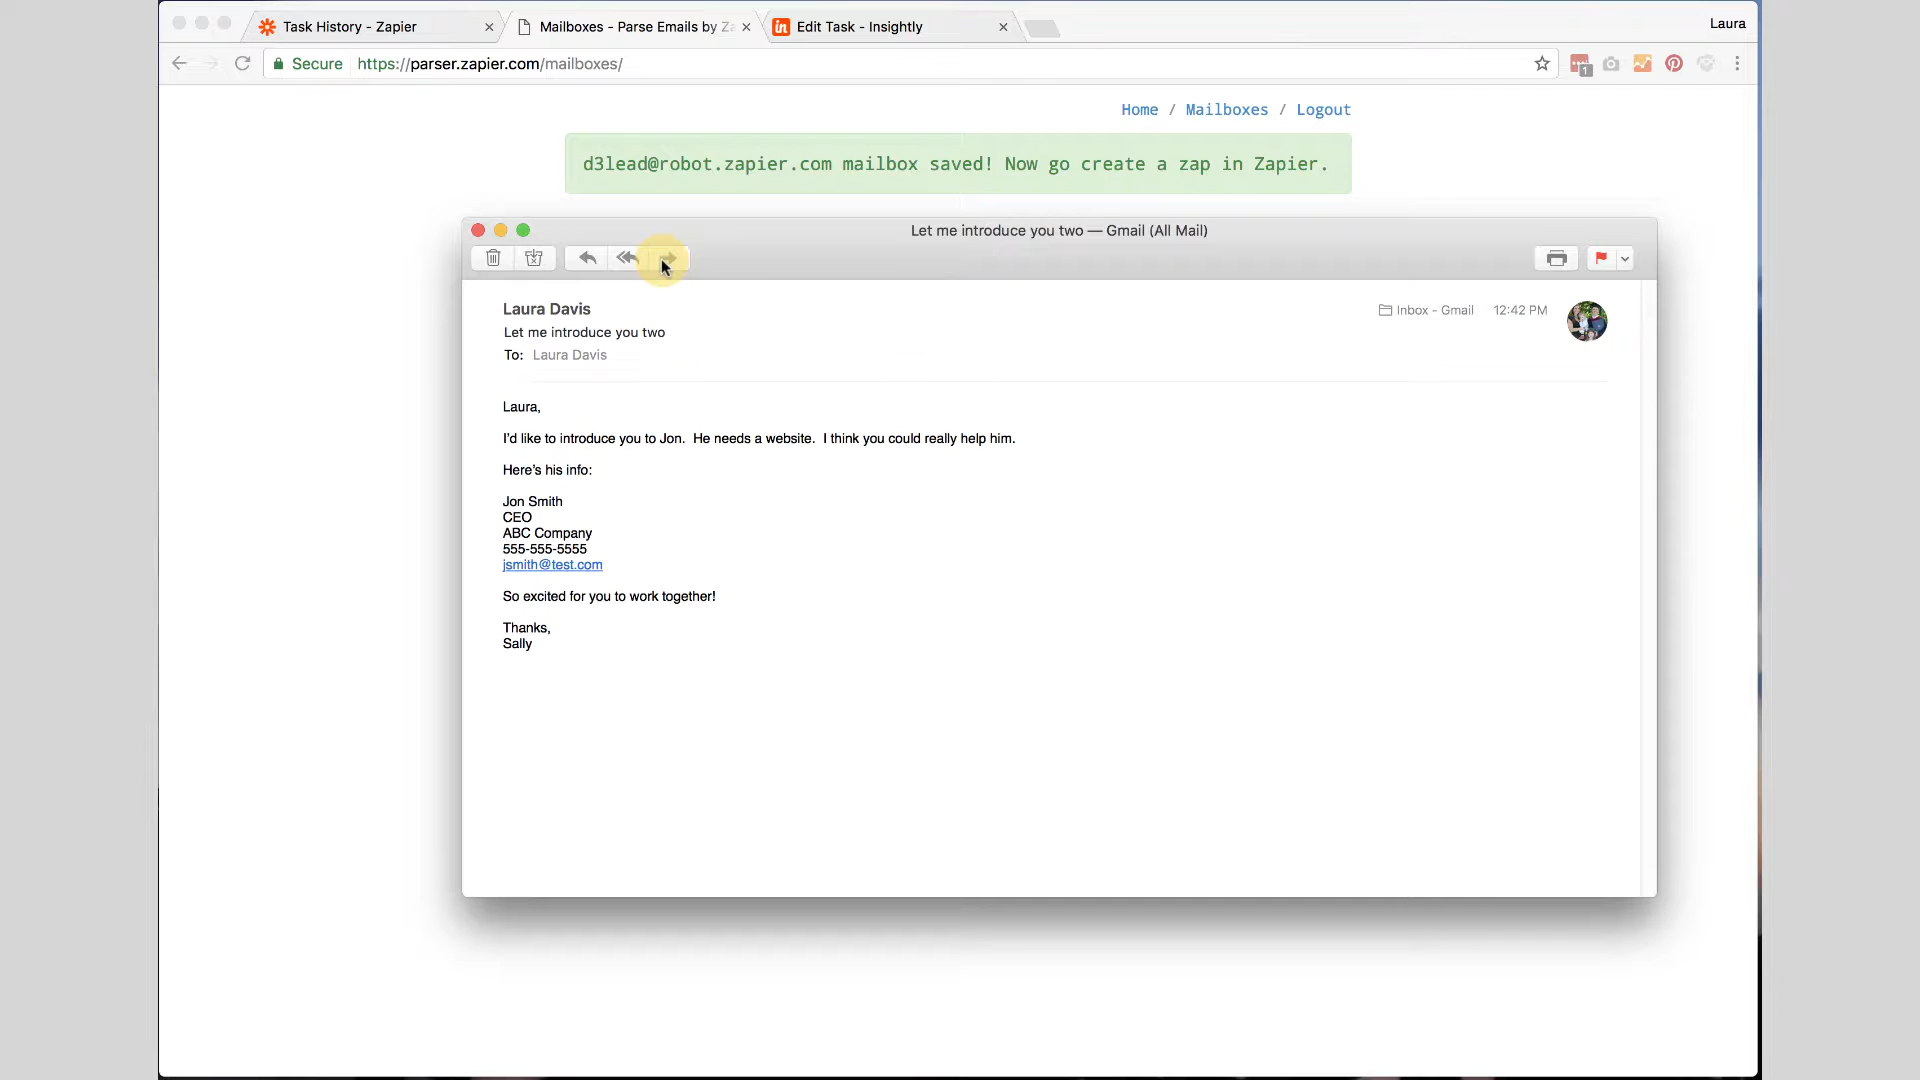 Task History - Zapier
Mailboxes - Parse Emails by Za
Edit Task - Insightly
Laura
Secure https://parser.zapier.com/mailboxes/
1
Home / Mailboxes / Logout
d3lead@robot.zapier.com mailbox saved! Now go create a zap in Zapier.
Let me introduce you two — Gmail (All Mail)
Laura Davis
Inbox - Gmail 12:42 PM
Let me introduce you two
To: Laura Davis
Laura,
I'd like to introduce you to Jon. He needs a website. I think you could really help him.
Here's his info:
Jon Smith
CEO
ABC Company
555-555-5555
jsmith@test.com
So excited for you to work together!
Thanks,
Sally